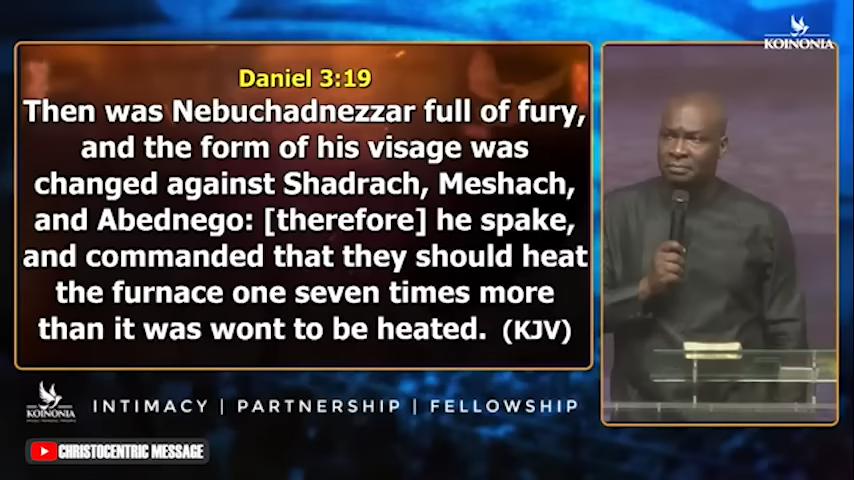 KOINONIA
Daniel 3:19
Then was Nebuchadnezzar full of fury,
and the form of his visage was
changed against Shadrach, Meshach,
and Abednego: [therefore] he spake,
and commanded that they should heat
the furnace one seven times more
than it was wont to be heated. (KJV)
KOINONIA
INTIMACY | PARTNERSHIP | FELLOWSHIP
CHRISTOCENTRIC MESSAGE